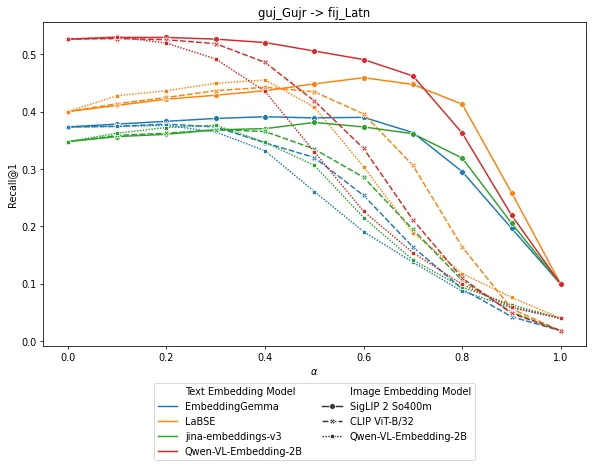 guj_Gujr -> fij_Latn
Recall@1
0.5
0.4
0.3
0.2
0.1
0.0
0.0 0.2 0.4 0.6 0.8 1.0
α
Text Embedding Model Image Embedding Model
EmbeddingGemma SigLIP 2 So400m
LaBSE CLIP ViT-B/32
jina-embeddings-v3 Qwen-VL-Embedding-2B
Qwen-VL-Embedding-2B